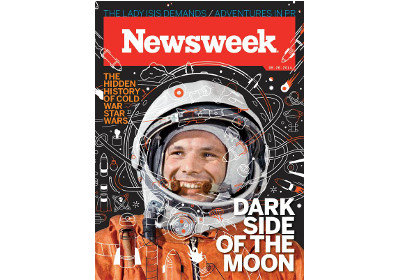 THE LADY ISIS DEMANDS / ADVENTURES IN PR
Newsweek
THE
HIDDEN
HISTORY
OF COLD
WAR
STAR
WARS
DARK
SIDE
OF THE
MOON